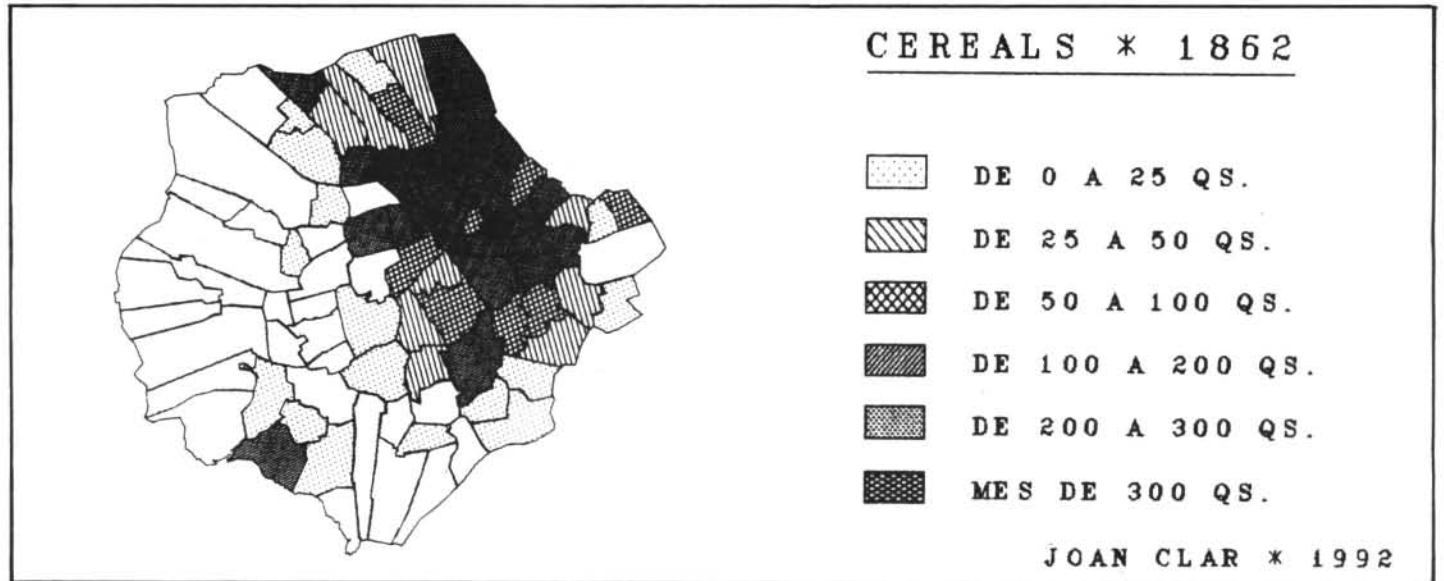 CEREALS * 1862
DE 0 A 25 QS.
DE 25 A 50 QS.
DE 50 A 100 QS.
DE 100 A 200 QS.
DE 200 A 300 QS.
MES DE 300 QS.
JOAN CLAR * 1992